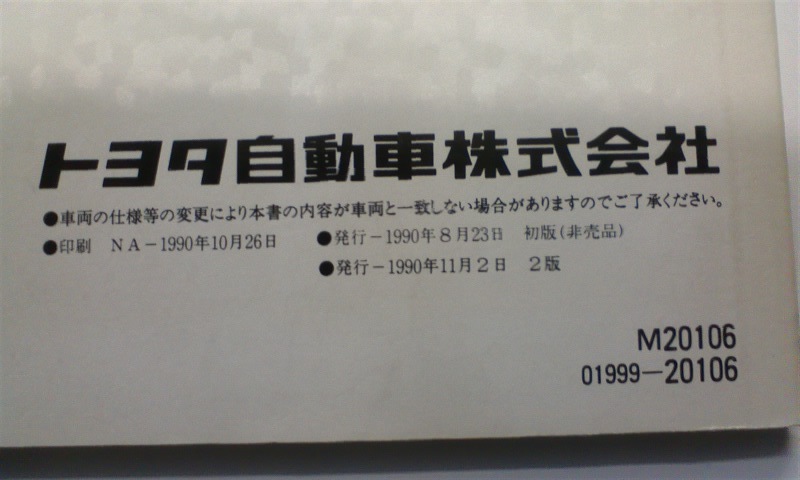 トヨタ自動車株式会社
●車両の仕様等の変更により本書の内容が車両と一致しない場合がありますのでご了承ください。
●印刷 NA－1990年10月26日 ●発行－1990年8月23日 初版(非売品)
●発行－1990年11月2日 2版
M20106
01999－20106